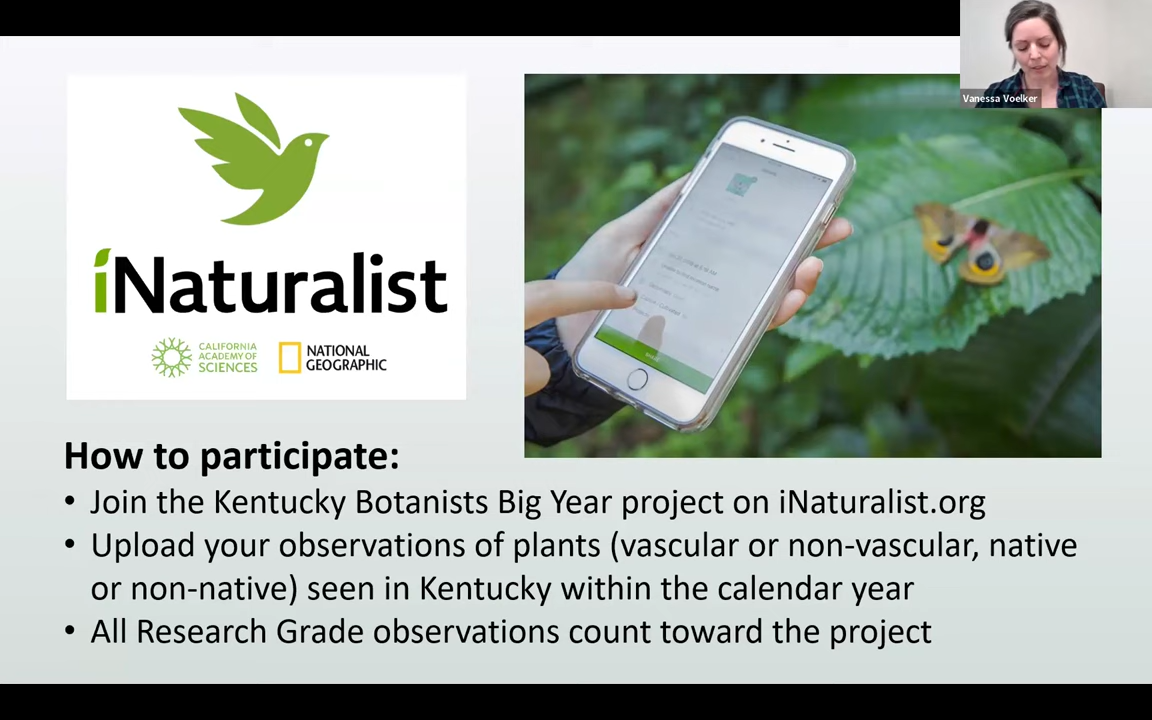 Vanessa Voelker
iNaturalist
CALIFORNIA
ACADEMY OF
SCIENCES
NATIONAL
GEOGRAPHIC
How to participate:
• Join the Kentucky Botanists Big Year project on iNaturalist.org
• Upload your observations of plants (vascular or non-vascular, native
or non-native) seen in Kentucky within the calendar year
• All Research Grade observations count toward the project